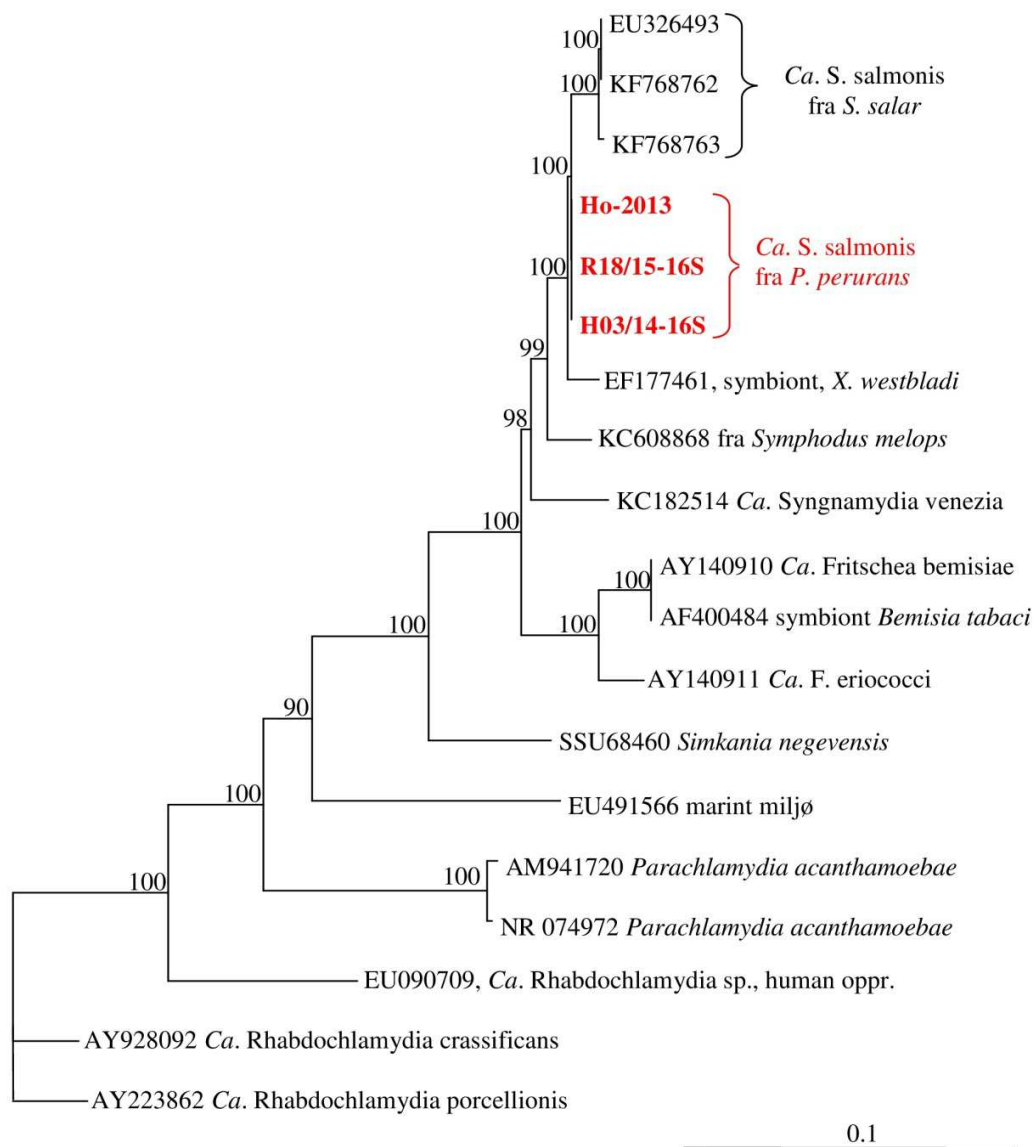 100
EU326493
100
KF768762
Ca. S. salmonis
fra S. salar
KF768763
100
Ho-2013
R18/15-16S
Ca. S. salmonis
fra P. perurans
100
H03/14-16S
99
EF177461, symbiont, X. westbladi
98
KC608868 fra Symphodus melops
100
KC182514 Ca. Syngnamydia venezia
100
AY140910 Ca. Fritschea bemisiae
AF400484 symbiont Bemisia tabaci
100
100
AY140911 Ca. F. eriococci
90
SSU68460 Simkania negevensis
100
EU491566 marint miljø
100
AM941720 Parachlamydia acanthamoebae
100
NR 074972 Parachlamydia acanthamoebae
EU090709, Ca. Rhabdochlamydia sp., human oppr.
AY928092 Ca. Rhabdochlamydia crassificans
AY223862 Ca. Rhabdochlamydia porcellionis
0.1